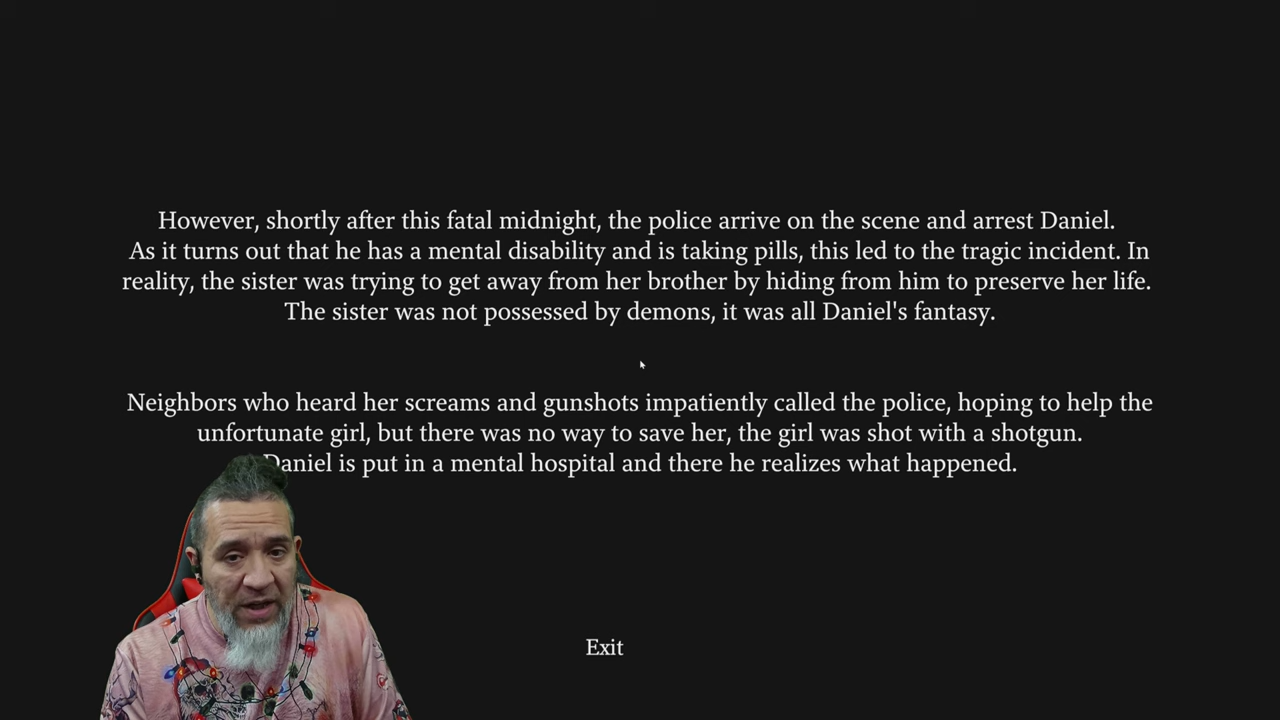 However, shortly after this fatal midnight, the police arrive on the scene and arrest Daniel.
As it turns out that he has a mental disability and is taking pills, this led to the tragic incident. In
reality, the sister was trying to get away from her brother by hiding from him to preserve her life.
The sister was not possessed by demons, it was all Daniel's fantasy.
Neighbors who heard her screams and gunshots impatiently called the police, hoping to help the
unfortunate girl, but there was no way to save her, the girl was shot with a shotgun.
Daniel is put in a mental hospital and there he realizes what happened.
Exit